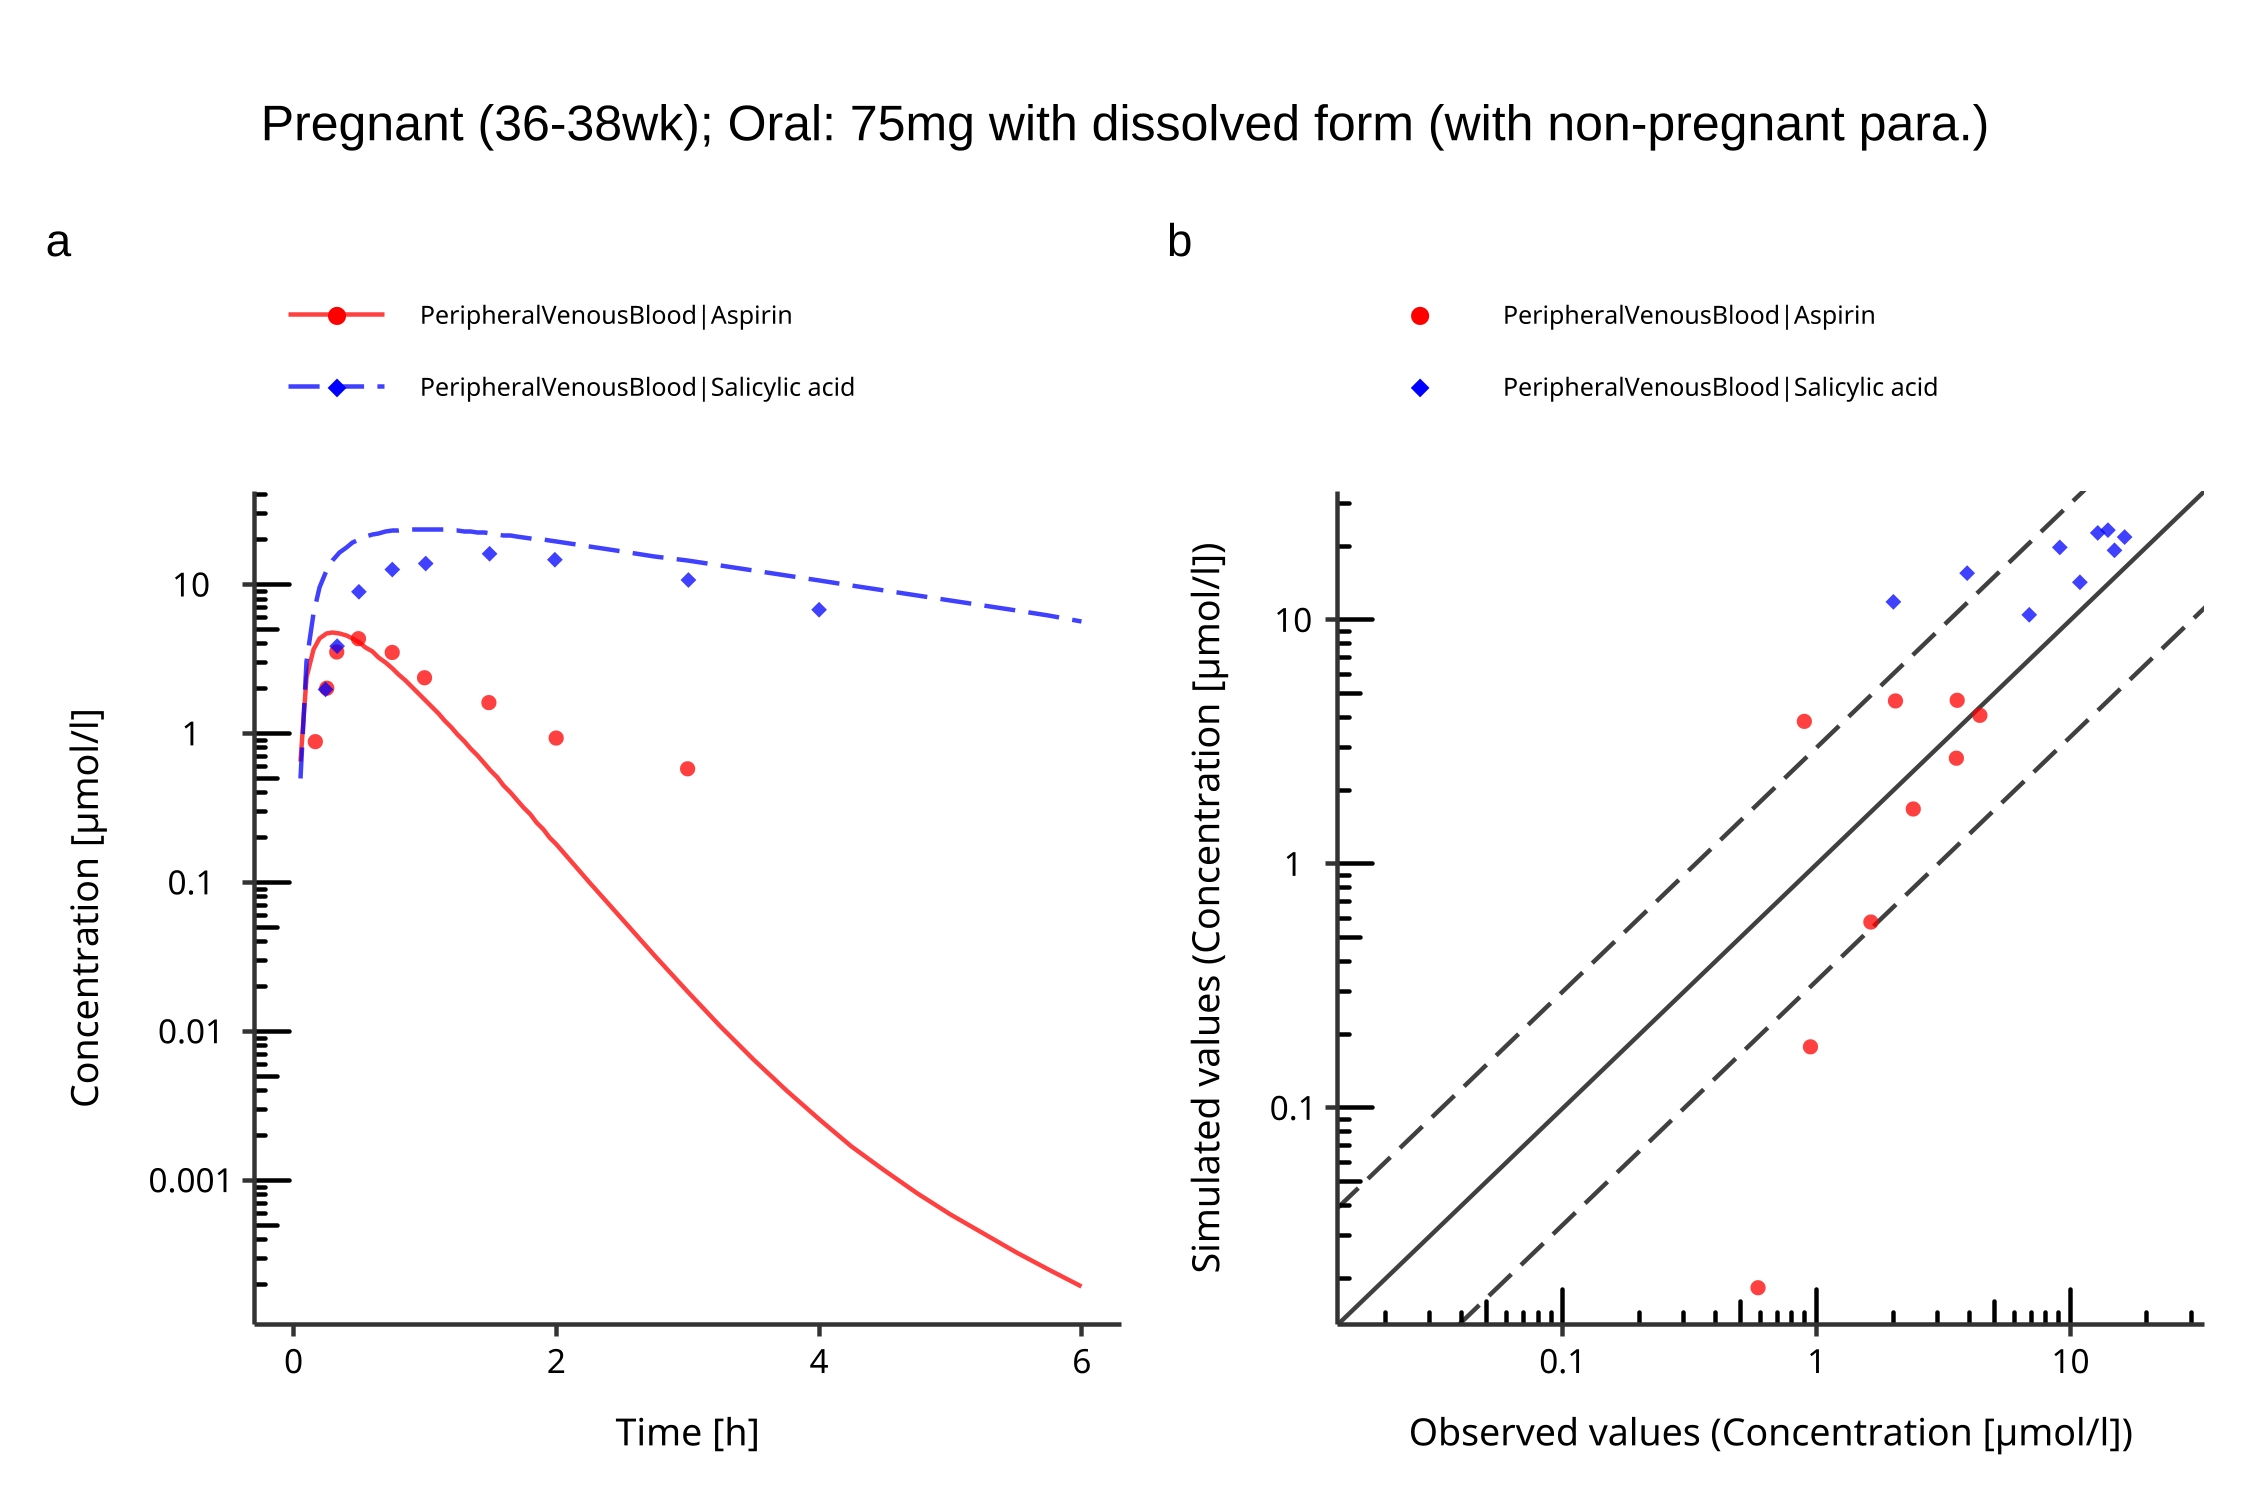 Pregnant (36-38wk); Oral: 75mg with dissolved form (with non-pregnant para.)
a
PeripheralVenousBlood|Aspirin
PeripheralVenousBlood|Salicylic acid
Concentration [µmol/l]
10
1
0.1
0.01
0.001
0
2
4
6
Time [h]
b
PeripheralVenousBlood|Aspirin
PeripheralVenousBlood|Salicylic acid
Simulated values (Concentration [µmol/l])
10
1
0.1
0.1
1
10
Observed values (Concentration [µmol/l])